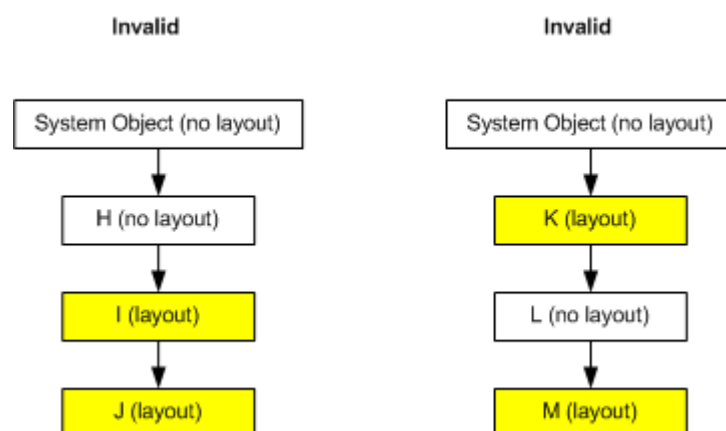 Invalid
System Object (no layout)
H (no layout)
I (layout)
J (layout)
Invalid
System Object (no layout)
K (layout)
L (no layout)
M (layout)